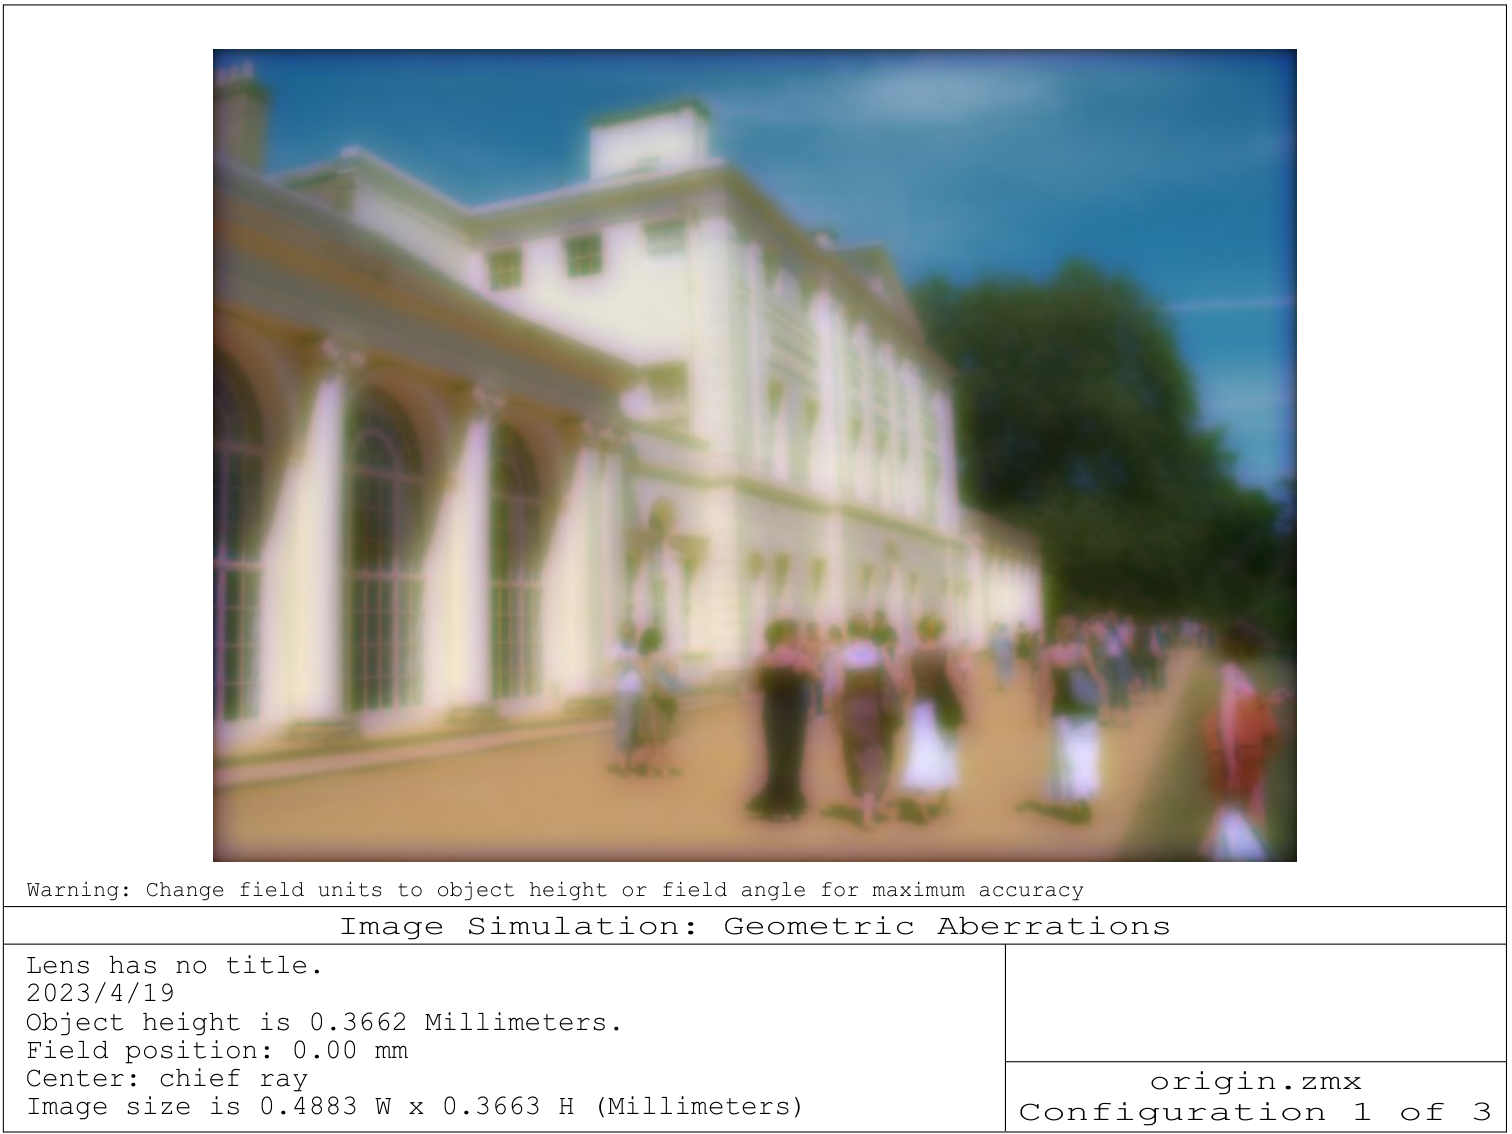 Warning: Change field units to object height or field angle for maximum accuracy
Image Simulation: Geometric Aberrations
Lens has no title.
2023/4/19
Object height is 0.3662 Millimeters.
Field position: 0.00 mm
Center: chief ray
Image size is 0.4883 W x 0.3663 H (Millimeters)
origin.zmx
Configuration 1 of 3